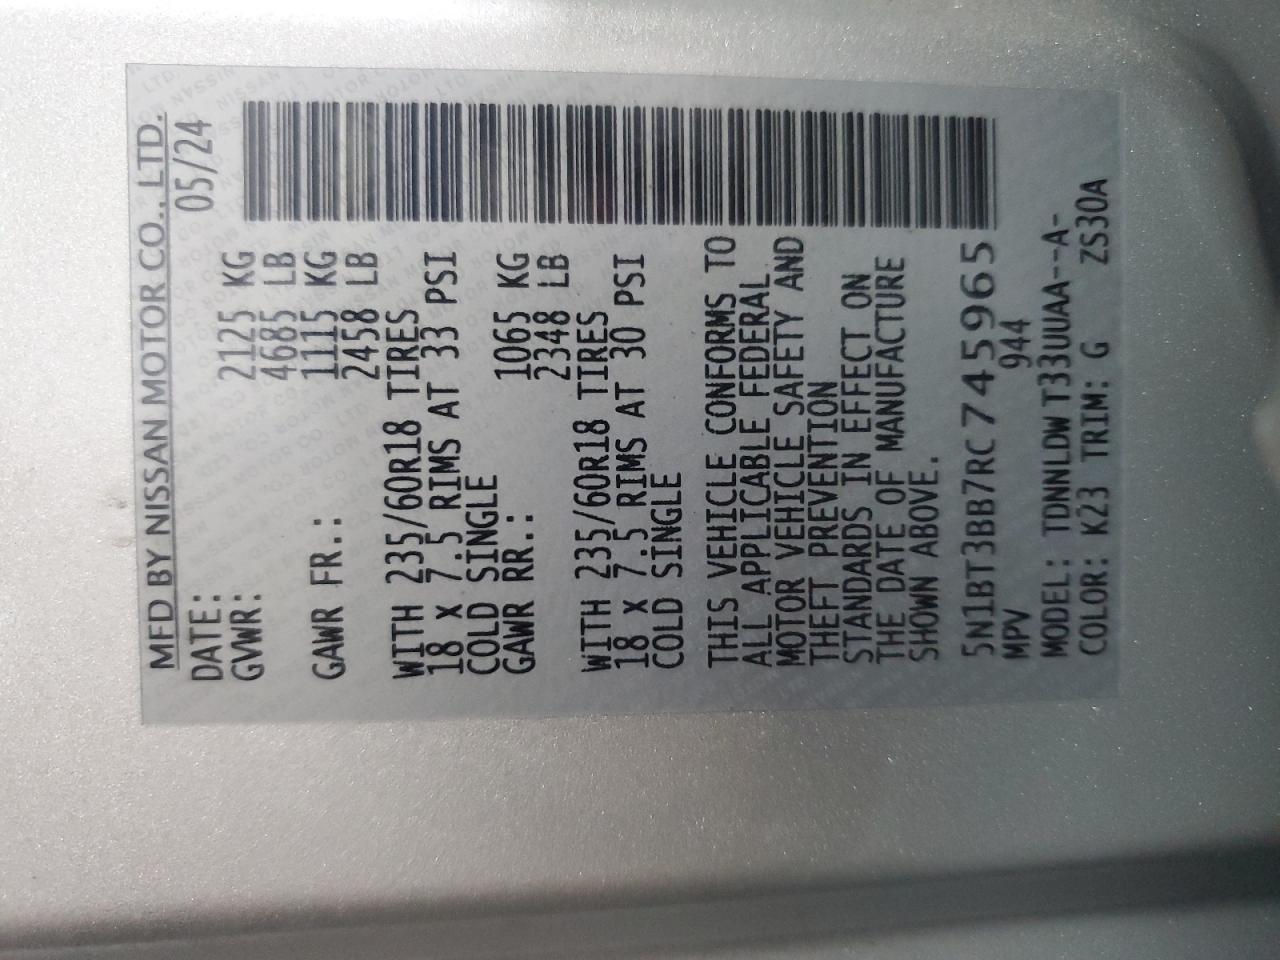 MFD BY NISSAN MOTOR CO., LTD.
DATE: 05/24
GVWR: 2125 KG
4685 LB
GAWR FR.: 1115 KG
2458 LB
WITH 235/60R18 TIRES
18 X 7.5 RIMS AT 33 PSI
COLD SINGLE
GAWR RR.: 1065 KG
2348 LB
WITH 235/60R18 TIRES
18 X 7.5 RIMS AT 30 PSI
COLD SINGLE
THIS VEHICLE CONFORMS TO
ALL APPLICABLE FEDERAL
MOTOR VEHICLE SAFETY AND
THEFT PREVENTION
STANDARDS IN EFFECT ON
THE DATE OF MANUFACTURE
SHOWN ABOVE.
5N1BT3BB7RC745965
MPV 944
MODEL: TDNNLDW T33UUAA--A-
COLOR: K23 TRIM: G ZS30A